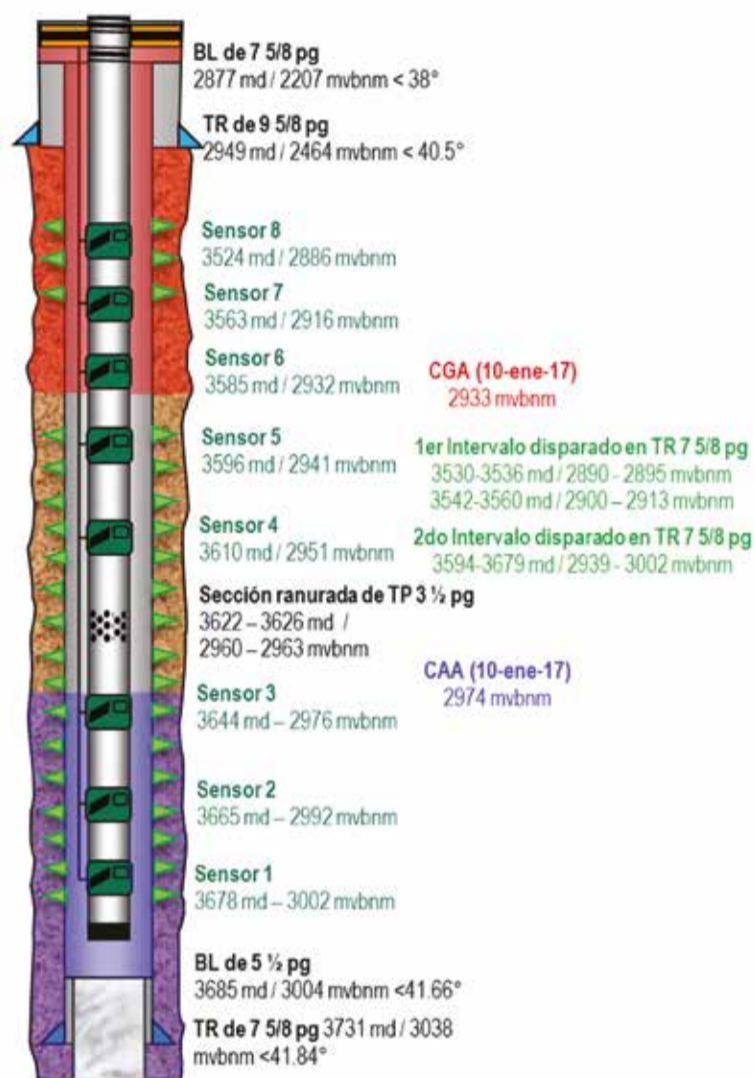 BL de 7 5/8 pg
2877 md / 2207 mvbnm < 38°
TR de 9 5/8 pg
2949 md / 2464 mvbnm < 40.5°
Sensor 8
3524 md / 2886 mvbnm
Sensor 7
3563 md / 2916 mvbnm
Sensor 6
3585 md / 2932 mvbnm
CGA (10-ene-17)
2933 mvbnm
Sensor 5
3596 md / 2941 mvbnm
1er Intervalo disparado en TR 7 5/8 pg
3530-3536 md / 2890 - 2895 mvbnm
3542-3560 md / 2900 – 2913 mvbnm
Sensor 4
3610 md / 2951 mvbnm
2do Intervalo disparado en TR 7 5/8 pg
3594-3679 md / 2939 - 3002 mvbnm
Sección ranurada de TP 3 ½ pg
3622 – 3626 md /
2960 – 2963 mvbnm
CAA (10-ene-17)
2974 mvbnm
Sensor 3
3644 md – 2976 mvbnm
Sensor 2
3665 md – 2992 mvbnm
Sensor 1
3678 md – 3002 mvbnm
BL de 5 ½ pg
3685 md / 3004 mvbnm <41.66°
TR de 7 5/8 pg 3731 md / 3038
mvbnm <41.84°